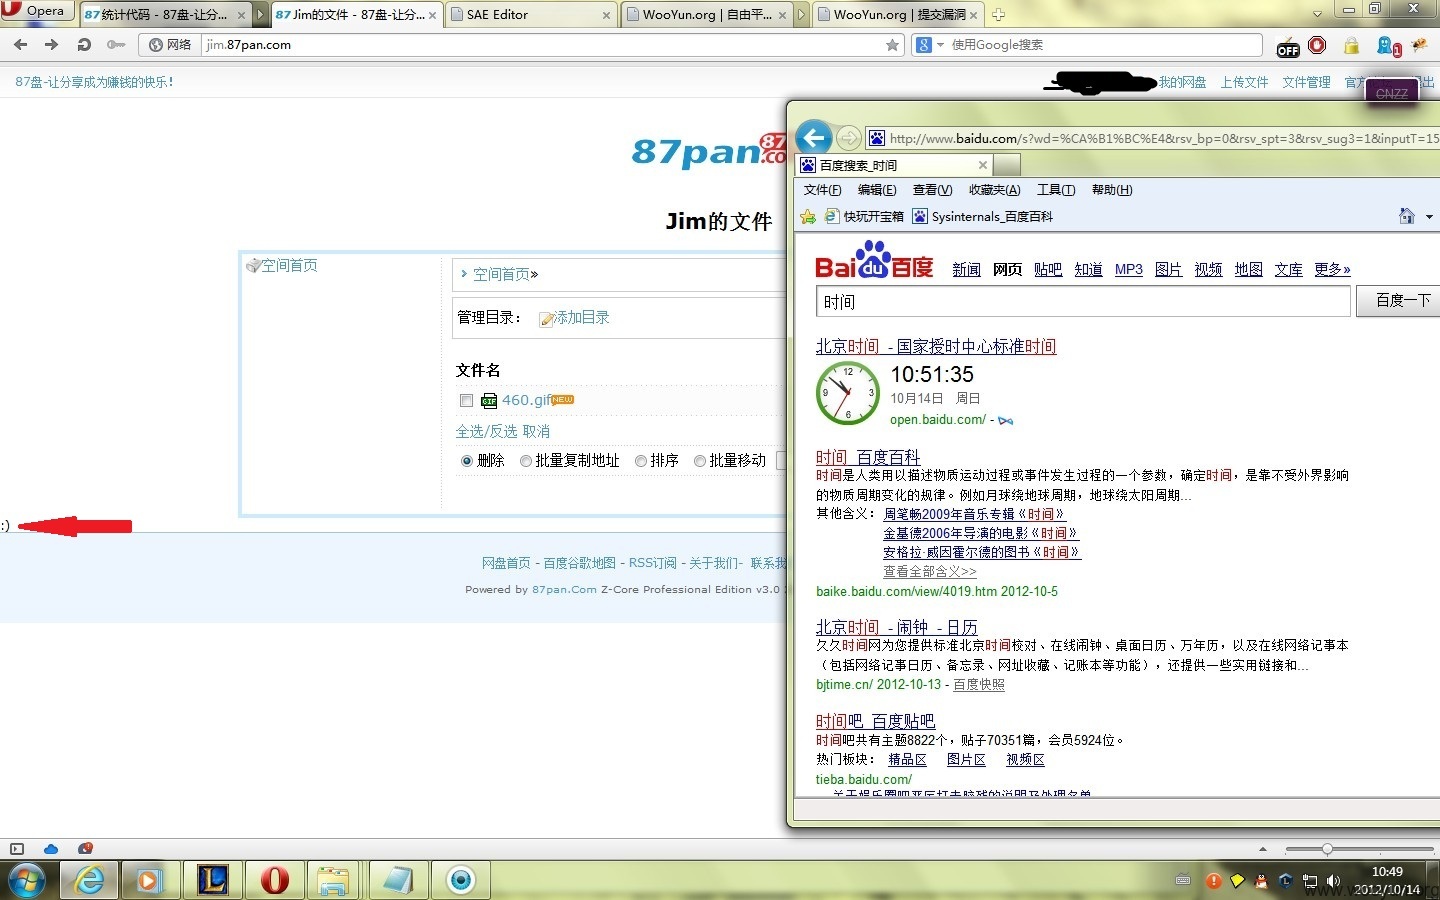 Opera
统计代码 - 87盘-让分...
Jim的文件 - 87盘-让分...
SAE Editor
WooYun.org | 自由平...
WooYun.org | 提交漏洞
网络
jim.87pan.com
使用Google搜索
87盘-让分享成为赚钱的快乐!
我的网盘 上传文件 文件管理
CNZZ
87pan
87
.co
Jim的文件
空间首页
空间首页»
管理目录： 添加目录
文件名
460.gif NEW
全选/反选 取消
删除 批量复制地址 排序 批量移动
:)
网盘首页 - 百度谷歌地图 - RSS订阅 - 关于我们- 联系我
Powered by 87pan.Com Z-Core Professional Edition v3.0
http://www.baidu.com/s?wd=%CA%B1%BC%E4&rsv_bp=0&rsv_spt=3&rsv_sug3=1&inputT=15
百度搜索_时间
文件(F) 编辑(E) 查看(V) 收藏夹(A) 工具(T) 帮助(H)
快玩开宝箱 Sysinternals_百度百科
Bai du 百度
新闻 网页 贴吧 知道 MP3 图片 视频 地图 文库 更多»
时间
百度一下
北京时间 - 国家授时中心标准时间
12 3 6 9
10:51:35
10月14日 周日
open.baidu.com/ -
时间_百度百科
时间是人类用以描述物质运动过程或事件发生过程的一个参数，确定时间，是靠不受外界影响
的物质周期变化的规律。例如月球绕地球周期，地球绕太阳周期...
其他含义： 周笔畅2009年音乐专辑《时间》
金基德2006年导演的电影《时间》
安格拉·威因霍尔德的图书《时间》
查看全部含义>>
baike.baidu.com/view/4019.htm 2012-10-5
北京时间 - 闹钟 - 日历
久久时间网为您提供标准北京时间校对、在线闹钟、桌面日历、万年历，以及在线网络记事本
（包括网络记事日历、备忘录、网址收藏、记账本等功能），还提供一些实用链接和...
bjtime.cn/ 2012-10-13 - 百度快照
时间吧_百度贴吧
时间吧共有主题8822个，贴子70351篇，会员5924位。
热门板块： 精品区 图片区 视频区
tieba.baidu.com/
10:49
2012/10/14